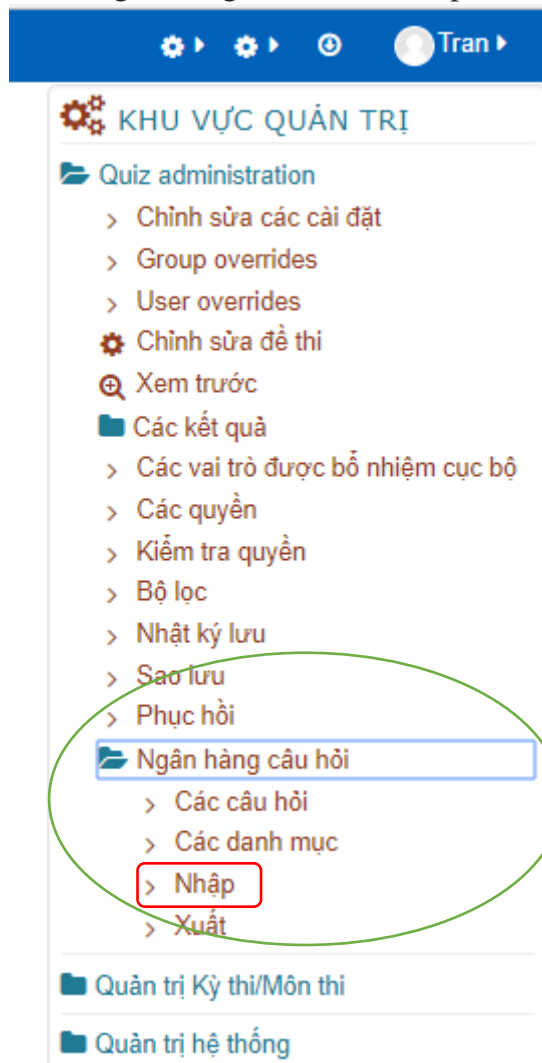 Tran
KHU VỰC QUẢN TRỊ
Quiz administration
Chỉnh sửa các cài đặt
Group overrides
User overrides
Chỉnh sửa đề thi
Xem trước
Các kết quả
Các vai trò được bổ nhiệm cục bộ
Các quyền
Kiểm tra quyền
Bộ lọc
Nhật ký lưu
Sao lưu
Phục hồi
Ngân hàng câu hỏi
Các câu hỏi
Các danh mục
Nhập
Xuất
Quản trị Kỳ thi/Môn thi
Quản trị hệ thống